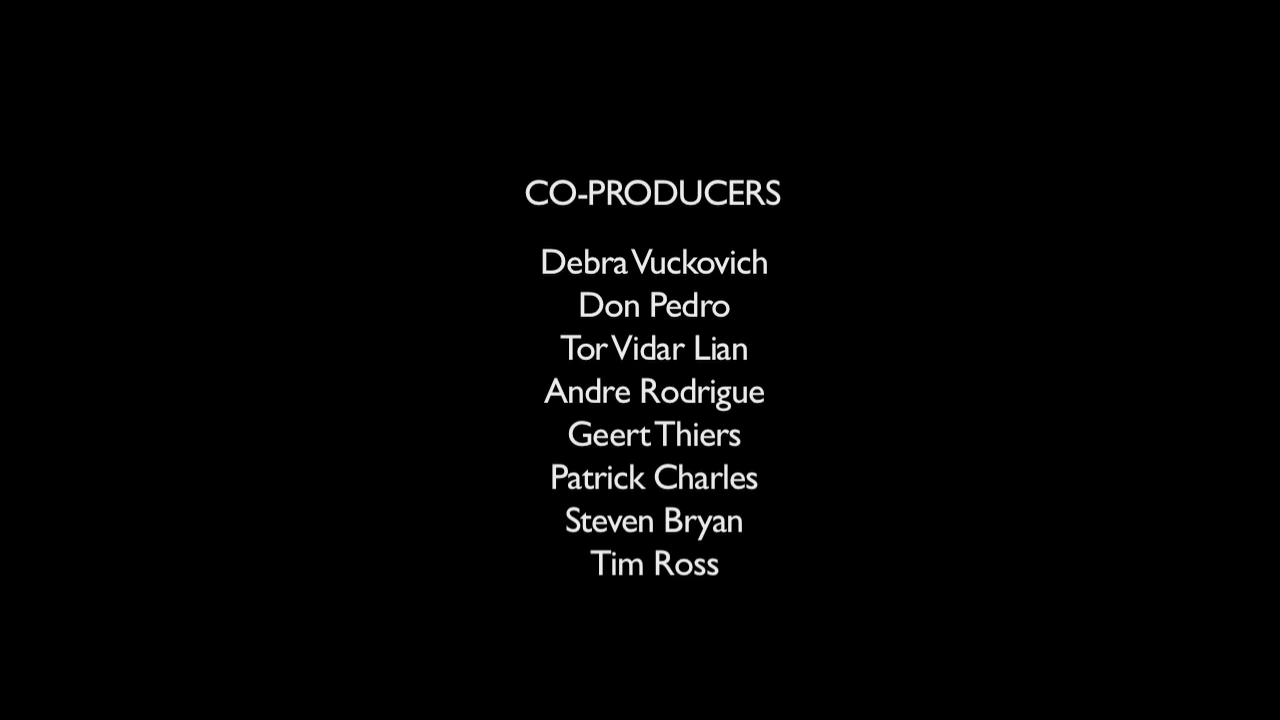 CO-PRODUCERS
Debra Vuckovich
Don Pedro
Tor Vidar Lian
Andre Rodrigue
Geert Thiers
Patrick Charles
Steven Bryan
Tim Ross